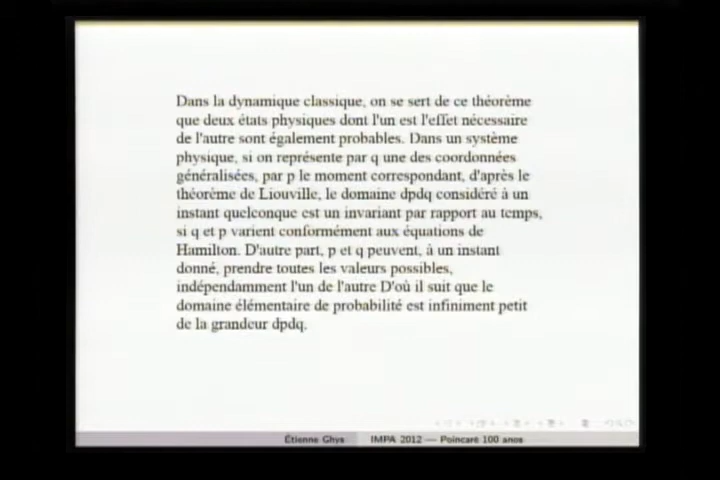 Dans la dynamique classique, on se sert de ce théorème
que deux états physiques dont l'un est l'effet nécessaire
de l'autre sont également probables. Dans un système
physique, si on représente par q une des coordonnées
généralisées, par p le moment correspondant, d'après le
théorème de Liouville, le domaine dpdq considéré à un
instant quelconque est un invariant par rapport au temps,
si q et p varient conformément aux équations de
Hamilton. D'autre part, p et q peuvent, à un instant
donné, prendre toutes les valeurs possibles,
indépendamment l'un de l'autre D'où il suit que le
domaine élémentaire de probabilité est infiniment petit
de la grandeur dpdq.
Étienne Ghys IMPA 2012 — Poincaré 100 anos